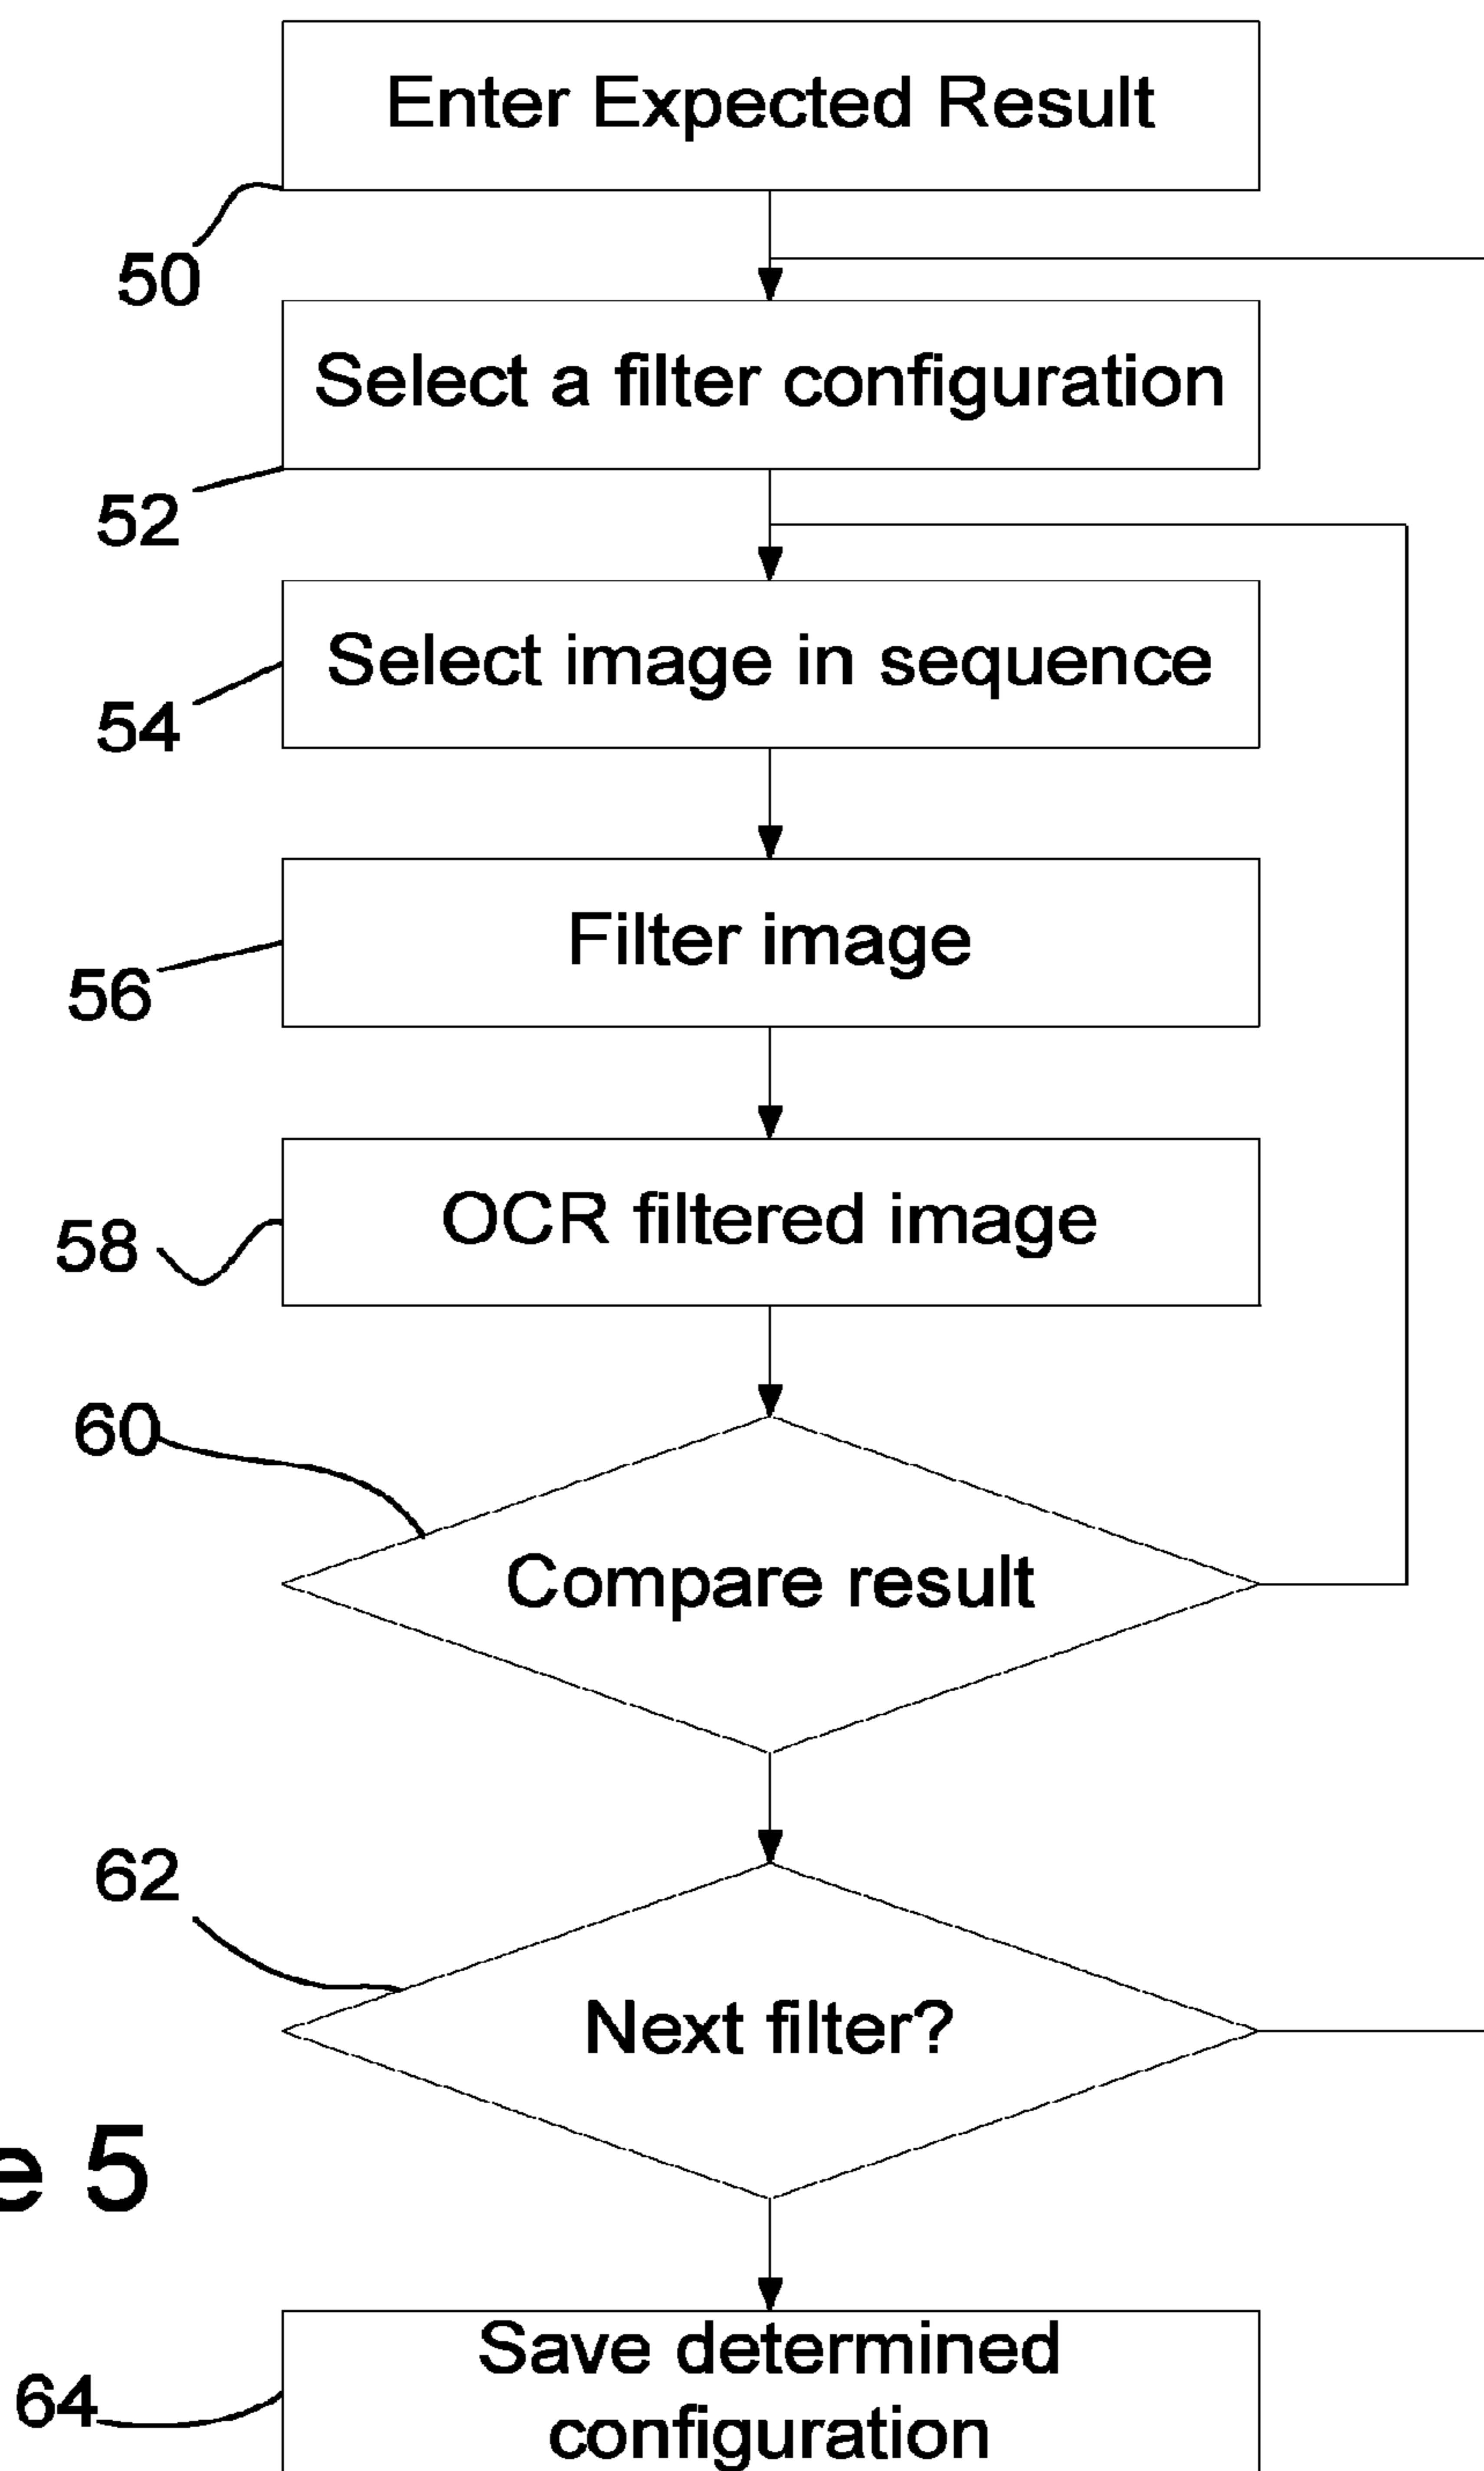 Enter Expected Result
50
Select a filter configuration
52
Select image in sequence
54
Filter image
56
OCR filtered image
58
60
Compare result
62
Next filter?
e 5
Save determined
configuration
64